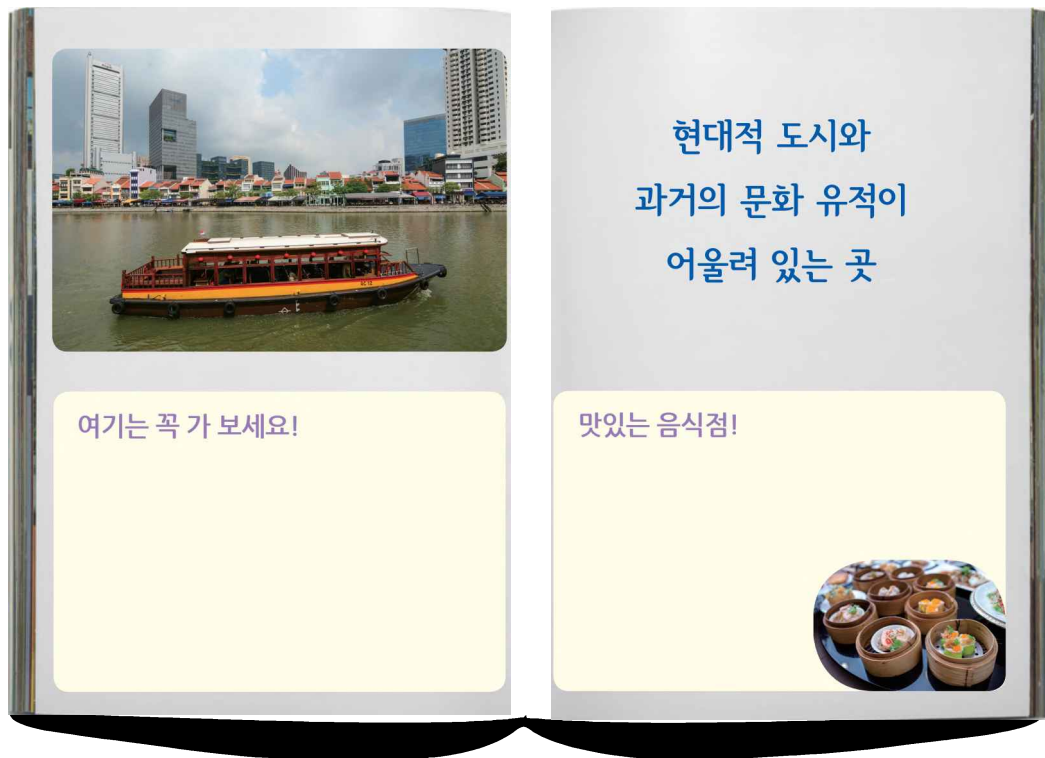 현대적 도시와
과거의 문화 유적이
어울려 있는 곳
여기는 꼭 가 보세요!
맛있는 음식점!